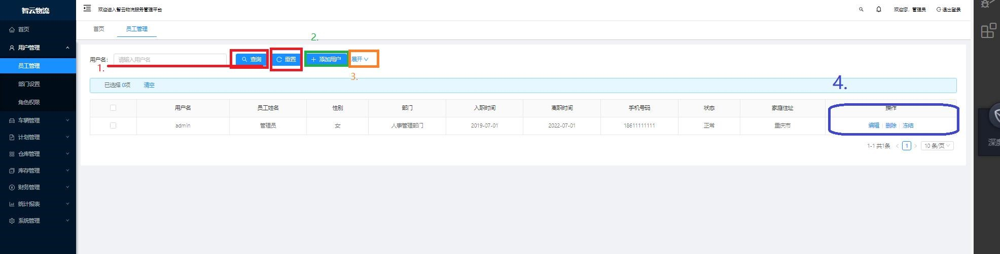 智云物流
欢迎进入智云物流服务管理平台
欢迎您，管理员 退出登录
首页
用户管理
员工管理
部门设置
角色权限
车辆管理
计划管理
仓库管理
库存管理
财务管理
统计报表
系统管理
首页 员工管理
2.
用户名： 请输入用户名 查询 重置 + 添加用户 展开
1.
3.
4.
已选择 0项 清空
用户名 员工姓名 性别 部门 入职时间 离职时间 手机号码 状态 家庭住址 操作
admin 管理员 女 人事管理部门 2019-07-01 2022-07-01 18611111111 正常 重庆市 编辑 删除 冻结
1-1 共1条 < 1 > 10 条/页
深度